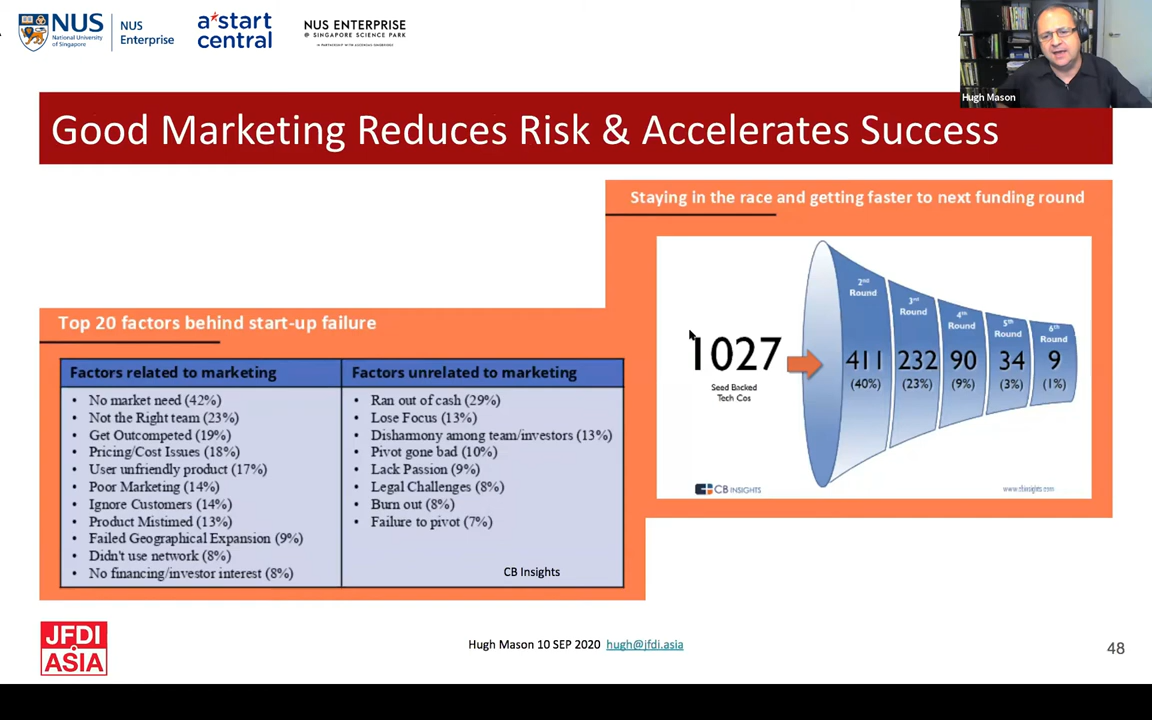 NUS
National University
of Singapore
NUS
Enterprise
a*start
central
NUS ENTERPRISE
@ SINGAPORE SCIENCE PARK
IN PARTNERSHIP WITH ASCENDAS-SINGBRIDGE
Hugh Mason
Good Marketing Reduces Risk & Accelerates Success
Staying in the race and getting faster to next funding round
2nd
Round
3rd
Round
4th
Round
5th
Round
6th
Round
1027
411
232
90
34
9
(40%)
(23%)
(9%)
(3%)
(1%)
Seed Backed
Tech Cos
CB INSIGHTS
www.cbinsights.com
Top 20 factors behind start-up failure
Factors related to marketing
• No market need (42%)
• Not the Right team (23%)
• Get Outcompeted (19%)
• Pricing/Cost Issues (18%)
• User unfriendly product (17%)
• Poor Marketing (14%)
• Ignore Customers (14%)
• Product Mistimed (13%)
• Failed Geographical Expansion (9%)
• Didn't use network (8%)
• No financing/investor interest (8%)
Factors unrelated to marketing
• Ran out of cash (29%)
• Lose Focus (13%)
• Disharmony among team/investors (13%)
• Pivot gone bad (10%)
• Lack Passion (9%)
• Legal Challenges (8%)
• Burn out (8%)
• Failure to pivot (7%)
CB Insights
JFDI
ASIA
Hugh Mason 10 SEP 2020 hugh@jfdi.asia
48